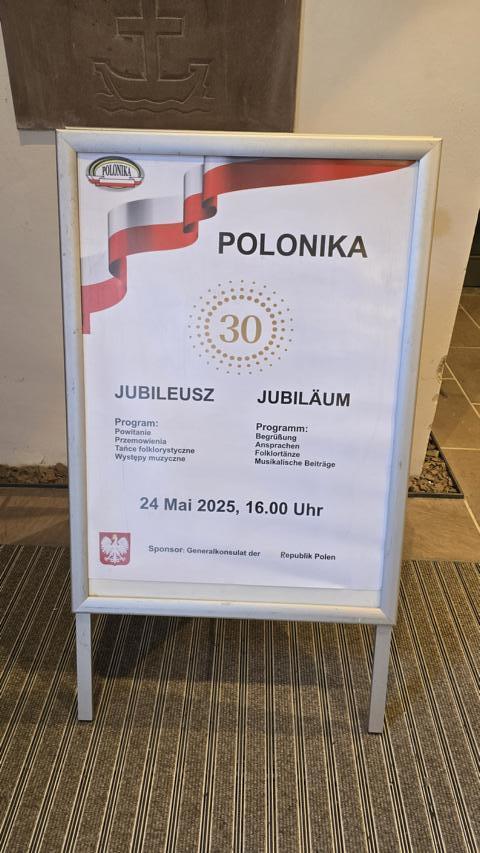 POLONIKA
POLONIKA
30
JUBILEUSZ
Program:
Powitanie
Przemowienia
Tańce folklorystyczne
Występy muzyczne
JUBILÄUM
Programm:
Begrüßung
Ansprachen
Folklortänze
Musikalische Beiträge
24 Mai 2025, 16.00 Uhr
Sponsor: Generalkonsulat der Republik Polen